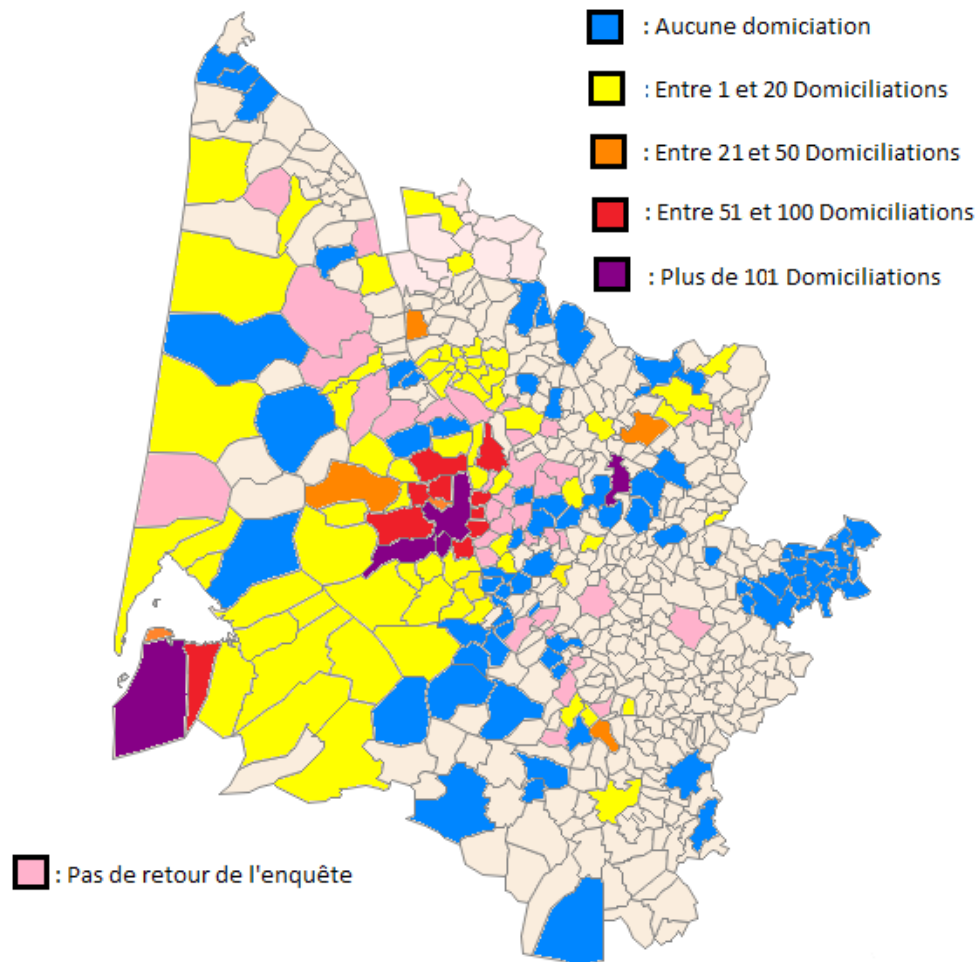 : Aucune domiciation
: Entre 1 et 20 Domiciliations
: Entre 21 et 50 Domiciliations
: Entre 51 et 100 Domiciliations
: Plus de 101 Domiciliations
: Pas de retour de l'enquête